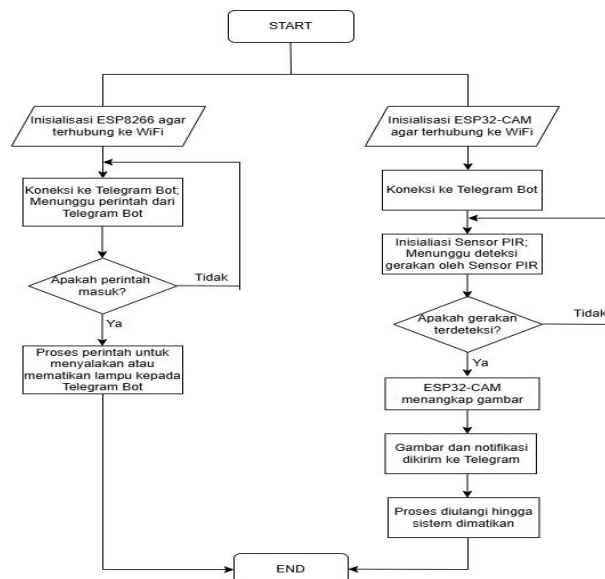 START
Inisialisasi ESP8266 agar
terhubung ke WiFi
Koneksi ke Telegram Bot;
Menunggu perintah dari
Telegram Bot
Apakah perintah
masuk?
Tidak
Ya
Proses perintah untuk
menyalakan atau
mematikan lampu kepada
Telegram Bot
Inisialisasi ESP32-CAM
agar terhubung ke WiFi
Koneksi ke Telegram Bot
Inisialiasi Sensor PIR;
Menunggu deteksi
gerakan oleh Sensor PIR
Apakah gerakan
terdeteksi?
Tidak
Ya
ESP32-CAM
menangkap gambar
Gambar dan notifikasi
dikirim ke Telegram
Proses diulangi hingga
sistem dimatikan
END